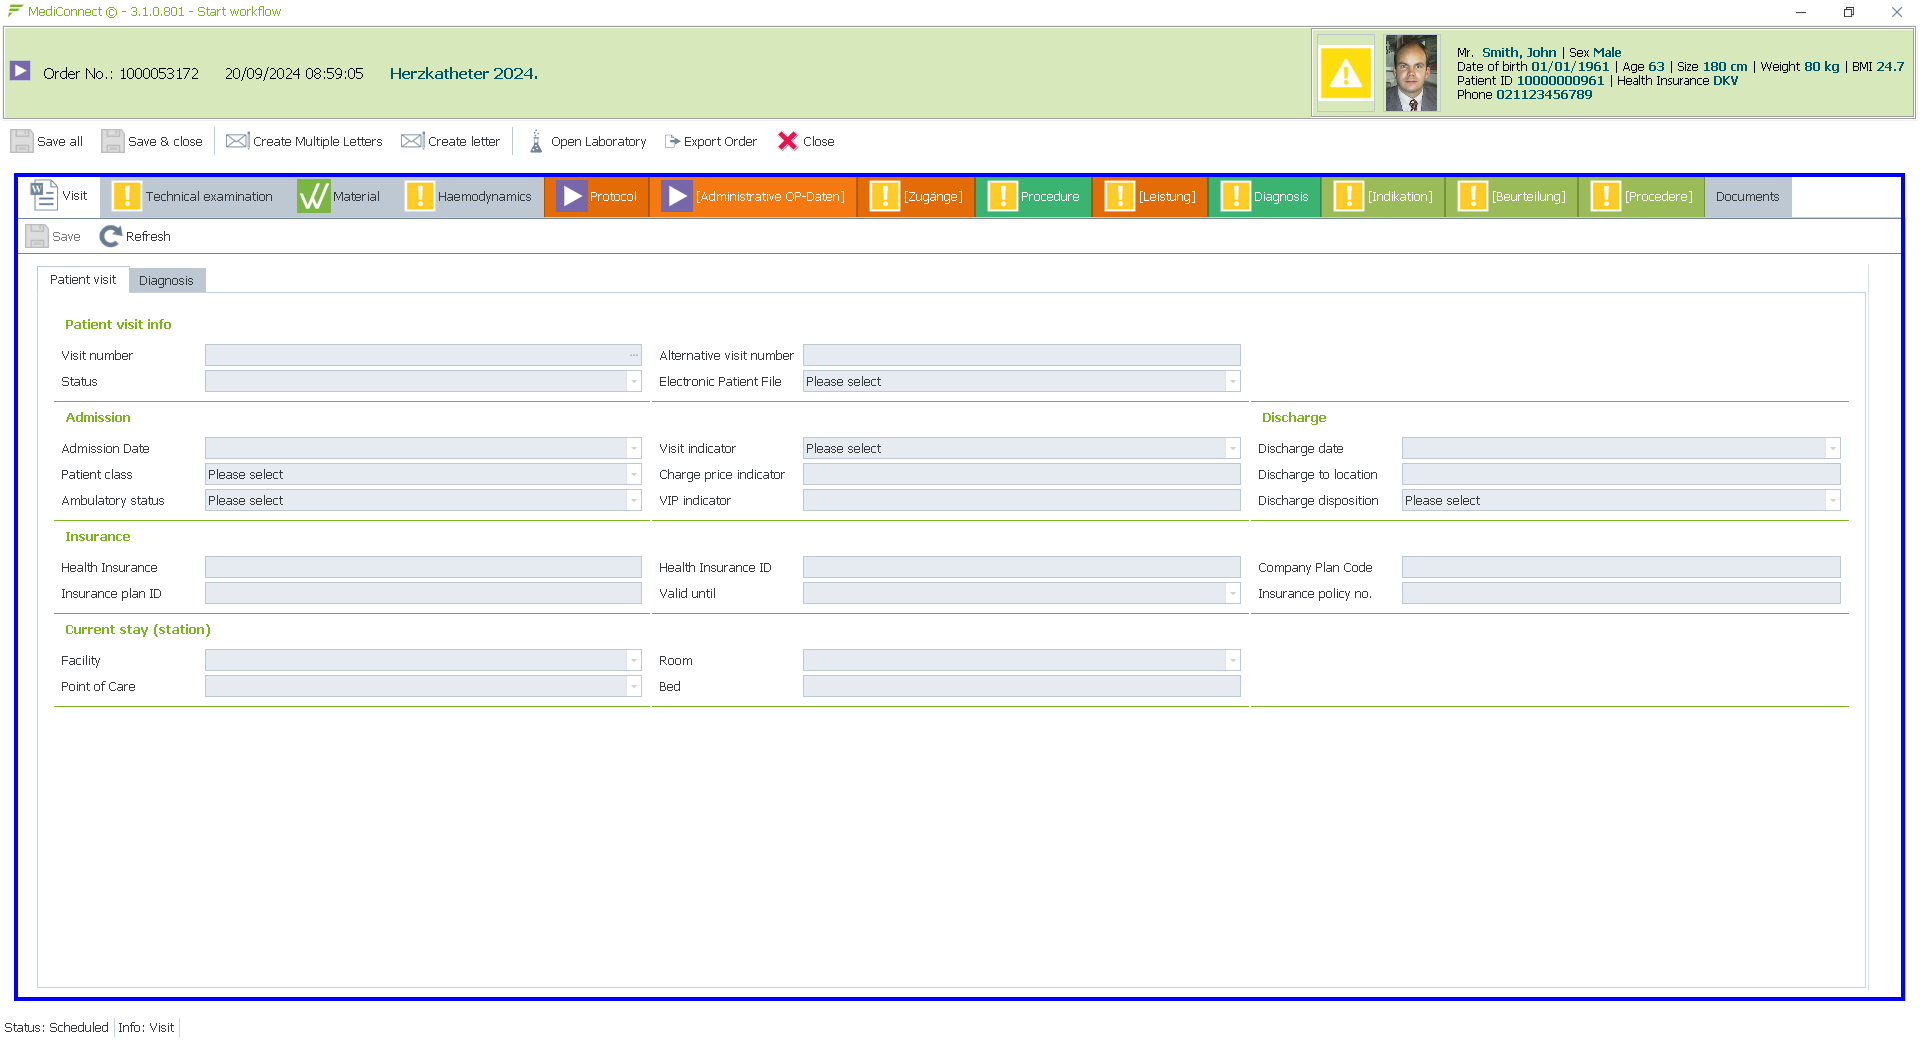 MediConnect © - 3.1.0.801 - Start workflow
Order No.: 1000053172 20/09/2024 08:59:05 Herzkatheter 2024.
Mr. Smith, John | Sex Male
Date of birth 01/01/1961 | Age 63 | Size 180 cm | Weight 80 kg | BMI 24.7
Patient ID 10000000961 | Health Insurance DKV
Phone 021123456789
Save all Save & close Create Multiple Letters Create letter Open Laboratory Export Order Close
Visit Technical examination Material Haemodynamics Protocol [Administrative OP-Daten] [Zugänge] Procedure [Leistung] Diagnosis [Indikation] [Beurteilung] [Procedere] Documents
Save Refresh
Patient visit Diagnosis
Patient visit info
Visit number ... Alternative visit number
Status Electronic Patient File Please select
Admission Discharge
Admission Date Visit indicator Please select Discharge date
Patient class Please select Charge price indicator Discharge to location
Ambulatory status Please select VIP indicator Discharge disposition Please select
Insurance
Health Insurance Health Insurance ID Company Plan Code
Insurance plan ID Valid until Insurance policy no.
Current stay (station)
Facility Room
Point of Care Bed
Status: Scheduled Info: Visit